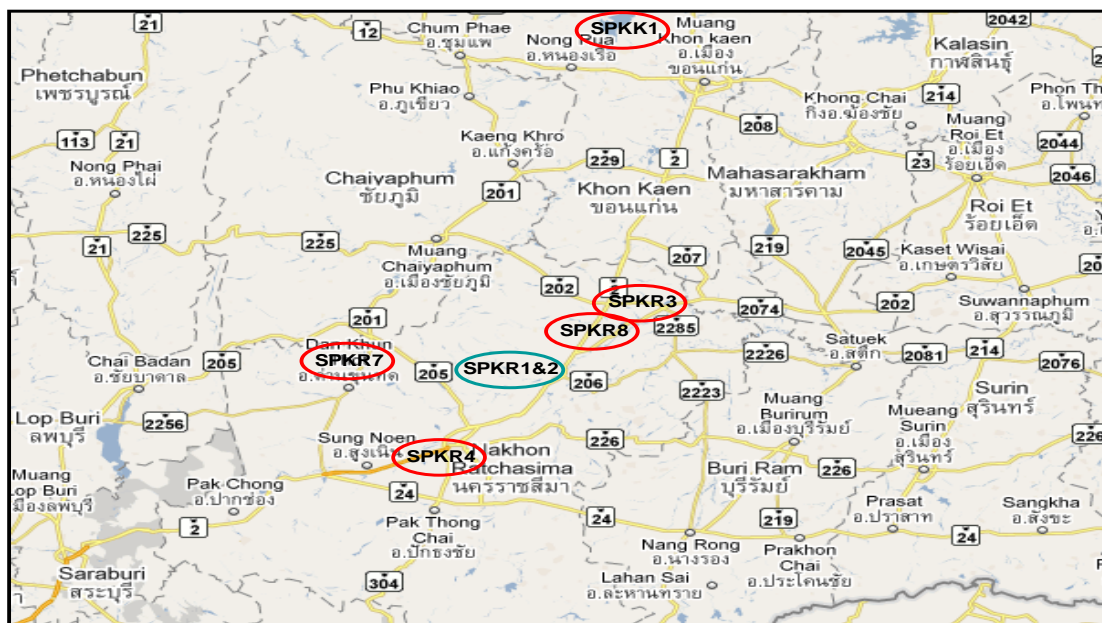 21
12
Chum Phae
อ.ชุมแพ
SPKK1
Nong Rua
อ.หนองเรือ
Muang
Khon kaen
อ.เมือง
ขอนแก่น
2042
Kalasin
กาฬสินธุ์
Phetchabun
เพชรบูรณ์
Phu Khiao
อ.ภูเขียว
Khong Chai
กิ่งอ.ฆ้องชัย
214
Phon Th
อ.โพนท
113
21
Kaeng Khro
อ.แก้งคร้อ
208
Muang
Roi Et
อ.เมือง
ร้อยเอ็ด
2044
Nong Phai
อ.หนองไผ่
Chaiyaphum
ชัยภูมิ
229
2
23
2046
201
Khon Kaen
ขอนแก่น
Mahasarakham
มหาสารคาม
Roi Et
ร้อยเอ็ด
21
225
225
Muang
Chaiyaphum
อ.เมืองชัยภูมิ
207
219
2045
Kaset Wisai
อ.เกษตรวิสัย
202
2
SPKR3
2074
202
Suwannaphum
อ.สุวรรณภูมิ
201
SPKR8
2285
Dan Khun
SPKR7
อ.ด่านขุนทด
Chai Badan
อ.ชัยบาดาล
205
205
SPKR1&2
206
2226
Satuek
อ.สตึก
2081
214
2076
2223
Surin
สุรินทร์
Lop Buri
ลพบุรี
2256
Muang
Burirum
อ.เมืองบุรีรัมย์
Mueang
Surin
อ.เมือง
สุรินทร์
Sung Noen
อ.สูงเนิน
SPKR4
Nakhon
Ratchasima
นครราชสีมา
226
226
226
Muang
Lop Buri
เมืองลพบุรี
Pak Chong
อ.ปากช่อง
24
Buri Ram
บุรีรัมย์
2
Pak Thong
Chai
อ.ปักธงชัย
24
219
Prasat
อ.ปราสาท
Sangkha
อ.สังขะ
24
Nang Rong
อ.นางรอง
Prakhon
Chai
อ.ประโคนชัย
Saraburi
สระบุรี
304
Lahan Sai
อ.ละหานทราย